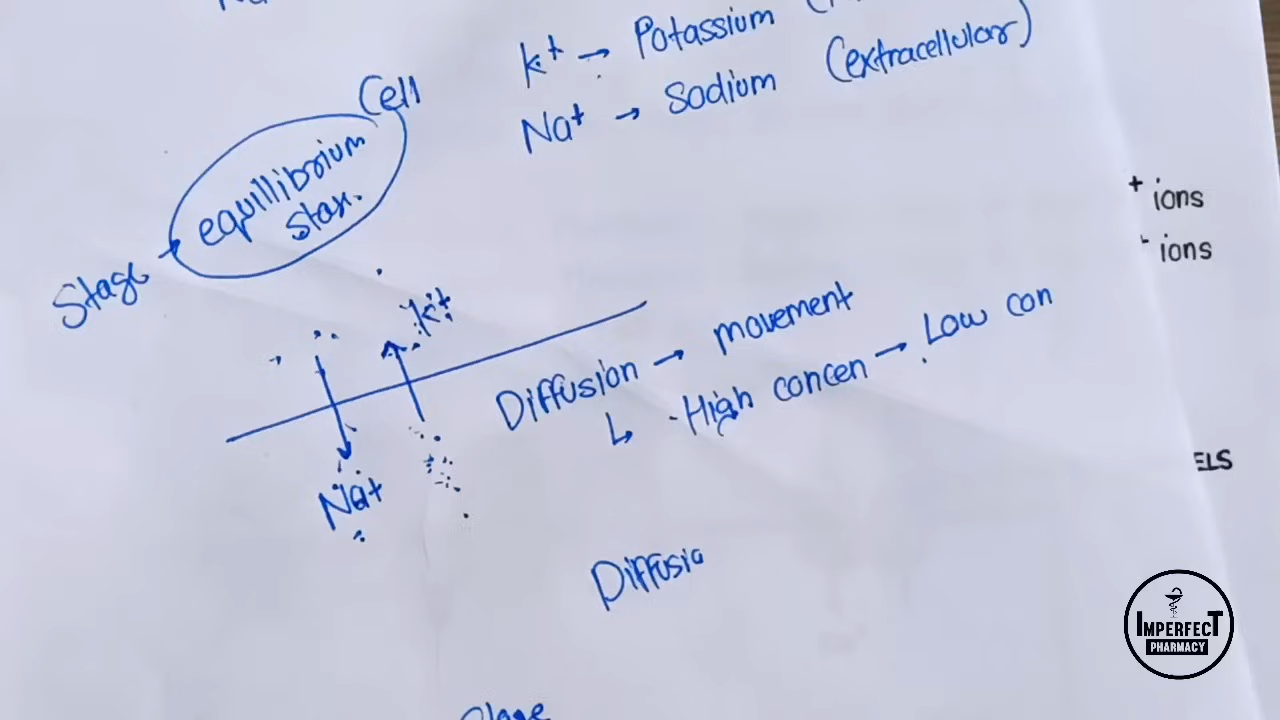 K+ → Potassium (
Na+ → Sodium (extracellular)
Cell
equillibrium
Stage →
K+
Na+
Diffusion → movement
↳ High concen → Low con
Diffusio
+ ions
+ ions
ELS
IMPERFECT
PHARMACY